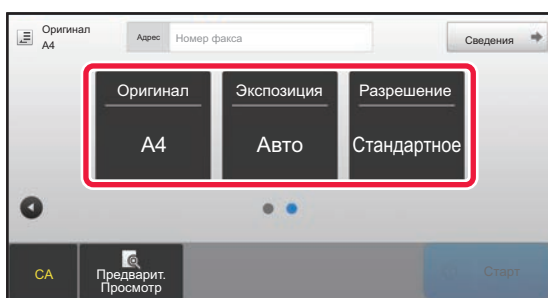 Оригинал
A4
Адрес
Номер факса
Сведения
Оригинал
Экспозиция
Разрешение
A4
Авто
Стандартное
CA
Предварит.
Просмотр
Старт